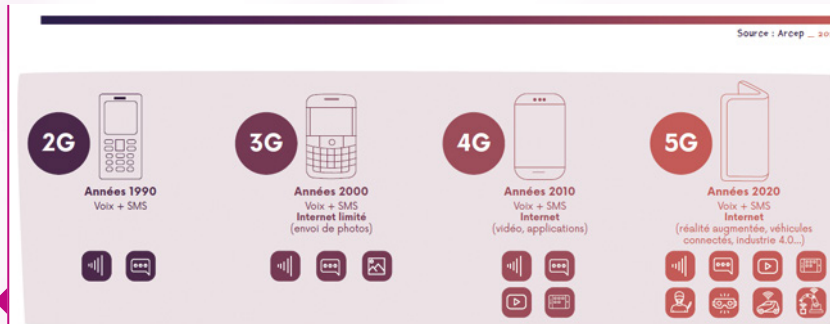 Source : Arcep _
2G
Années 1990
Voix + SMS
3G
Années 2000
Voix + SMS
Internet limité
(envoi de photos)
4G
Années 2010
Voix + SMS
Internet
(vidéo, applications)
5G
Années 2020
Voix + SMS
Internet
(réalité augmentée, véhicules
connectés, industrie 4.0...)